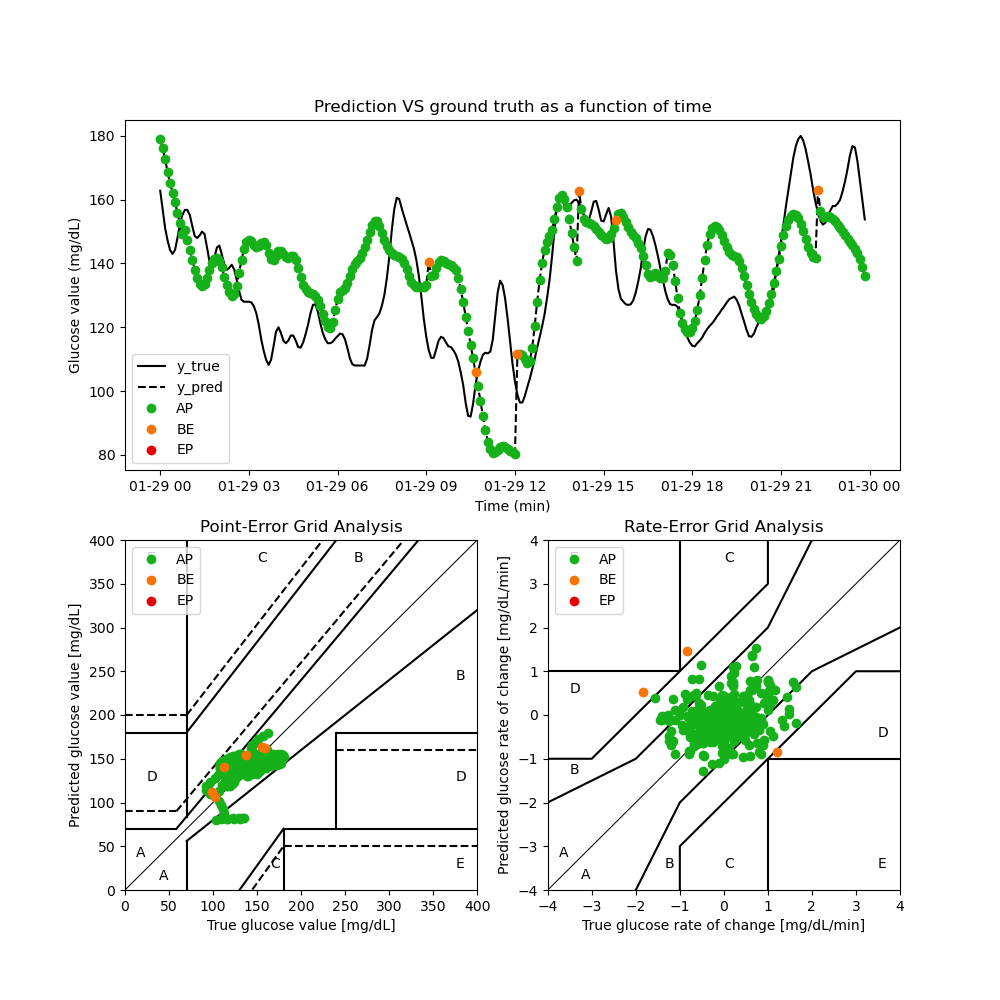 Prediction VS ground truth as a function of time
Glucose value (mg/dL)
180
160
140
120
100
80
y_true
y_pred
AP
BE
EP
01-29 00 01-29 03 01-29 06 01-29 09 01-29 12 01-29 15 01-29 18 01-29 21 01-30 00
Time (min)
Point-Error Grid Analysis
Predicted glucose value [mg/dL]
400
350
300
250
200
150
100
50
0
AP
BE
EP
C
B
B
D
D
A
A
C
E
0 50 100 150 200 250 300 350 400
True glucose value [mg/dL]
Rate-Error Grid Analysis
Predicted glucose rate of change [mg/dL/min]
4
3
2
1
0
−1
−2
−3
−4
AP
BE
EP
C
D
D
B
A
A
B
C
E
−4 −3 −2 −1 0 1 2 3 4
True glucose rate of change [mg/dL/min]